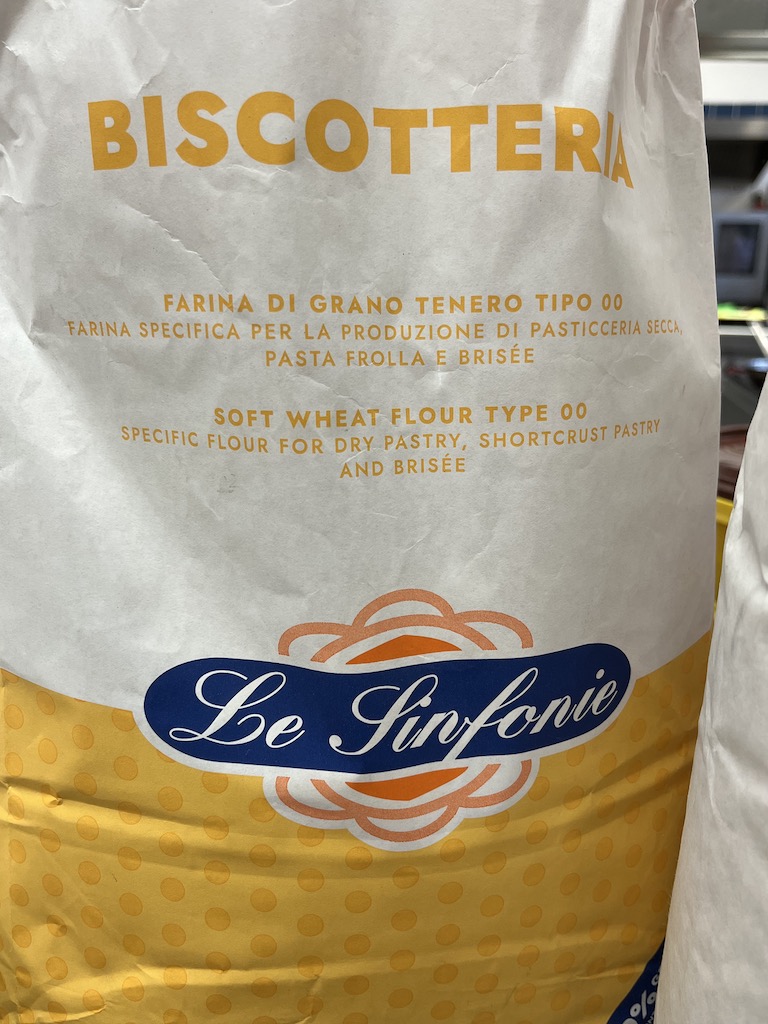 BISCOTTERIA
FARINA DI GRANO TENERO TIPO 00
FARINA SPECIFICA PER LA PRODUZIONE DI PASTICCERIA SECCA,
PASTA FROLLA E BRISÉE
SOFT WHEAT FLOUR TYPE 00
SPECIFIC FLOUR FOR DRY PASTRY, SHORTCRUST PASTRY
AND BRISÉE
Le Sinfonie